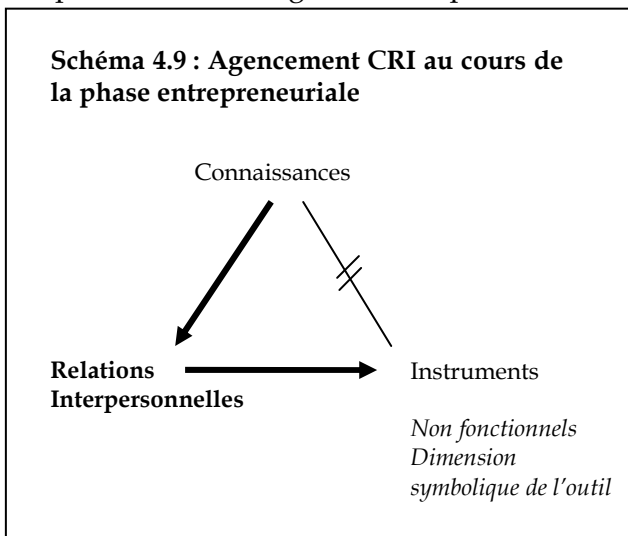 Schéma 4.9 : Agencement CRI au cours de
la phase entrepreneuriale
Connaissances
Relations
Interpersonnelles
Instruments
Non fonctionnels
Dimension
symbolique de l'outil